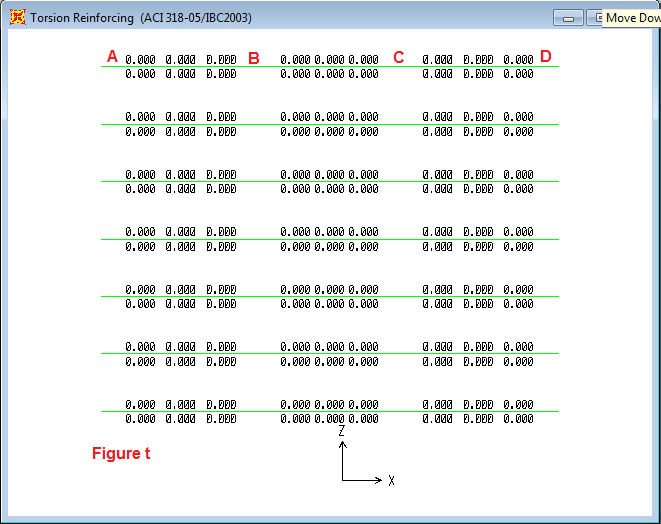 Torsion Reinforcing (ACI 318-05/IBC2003)
Move Dow
A 0.000 0.000 0.000 B 0.000 0.000 0.000 C 0.000 0.000 0.000 D
0.000 0.000 0.000 0.000 0.000 0.000 0.000 0.000 0.000
0.000 0.000 0.000 0.000 0.000 0.000 0.000 0.000 0.000
0.000 0.000 0.000 0.000 0.000 0.000 0.000 0.000 0.000
0.000 0.000 0.000 0.000 0.000 0.000 0.000 0.000 0.000
0.000 0.000 0.000 0.000 0.000 0.000 0.000 0.000 0.000
0.000 0.000 0.000 0.000 0.000 0.000 0.000 0.000 0.000
0.000 0.000 0.000 0.000 0.000 0.000 0.000 0.000 0.000
0.000 0.000 0.000 0.000 0.000 0.000 0.000 0.000 0.000
0.000 0.000 0.000 0.000 0.000 0.000 0.000 0.000 0.000
0.000 0.000 0.000 0.000 0.000 0.000 0.000 0.000 0.000
0.000 0.000 0.000 0.000 0.000 0.000 0.000 0.000 0.000
0.000 0.000 0.000 0.000 0.000 0.000 0.000 0.000 0.000
0.000 0.000 0.000 0.000 0.000 0.000 0.000 0.000 0.000
Z
Figure t
X